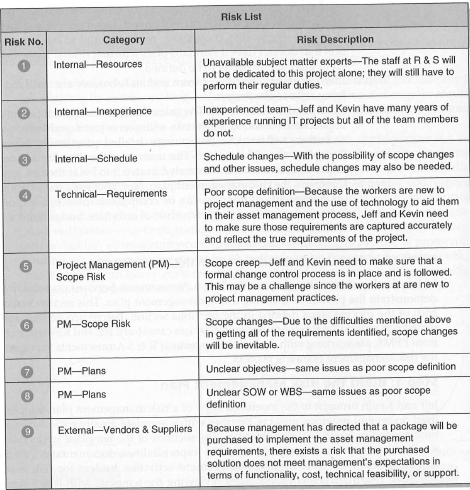 Risk List
Risk No. Category Risk Description
1 Internal—Resources Unavailable subject matter experts—The staff at R & S will
not be dedicated to this project alone; they will still have to
perform their regular duties.
2 Internal—Inexperience Inexperienced team—Jeff and Kevin have many years of
experience running IT projects but all of the team members
do not.
3 Internal—Schedule Schedule changes—With the possibility of scope changes
and other issues, schedule changes may also be needed.
4 Technical—Requirements Poor scope definition—Because the workers are new to
project management and the use of technology to aid them
in their asset management process, Jeff and Kevin need
to make sure those requirements are captured accurately
and reflect the true requirements of the project.
5 Project Management (PM)—
Scope Risk
Scope creep—Jeff and Kevin need to make sure that a
formal change control process is in place and is followed.
This may be a challenge since the workers at are new to
project management practices.
6 PM—Scope Risk Scope changes—Due to the difficulties mentioned above
in getting all of the requirements identified, scope changes
will be inevitable.
7 PM—Plans Unclear objectives—same issues as poor scope definition
8 PM—Plans Unclear SOW or WBS—same issues as poor scope
definition
9 External—Vendors & Suppliers Because management has directed that a package will be
purchased to implement the asset management
requirements, there exists a risk that the purchased
solution does not meet management's expectations in
terms of functionality, cost, technical feasibility, or support.